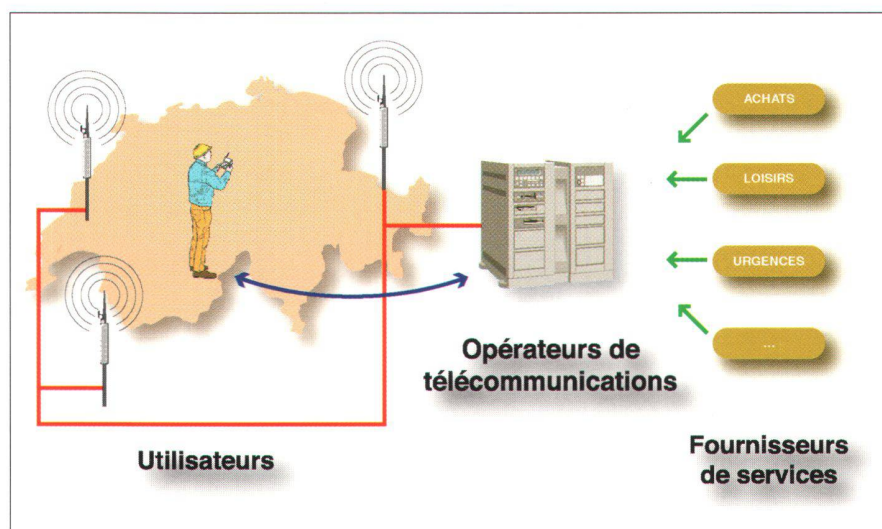 ACHATS
LOISIRS
URGENCES
...
Opérateurs de
télécommunications
Utilisateurs
Fournisseurs
de services